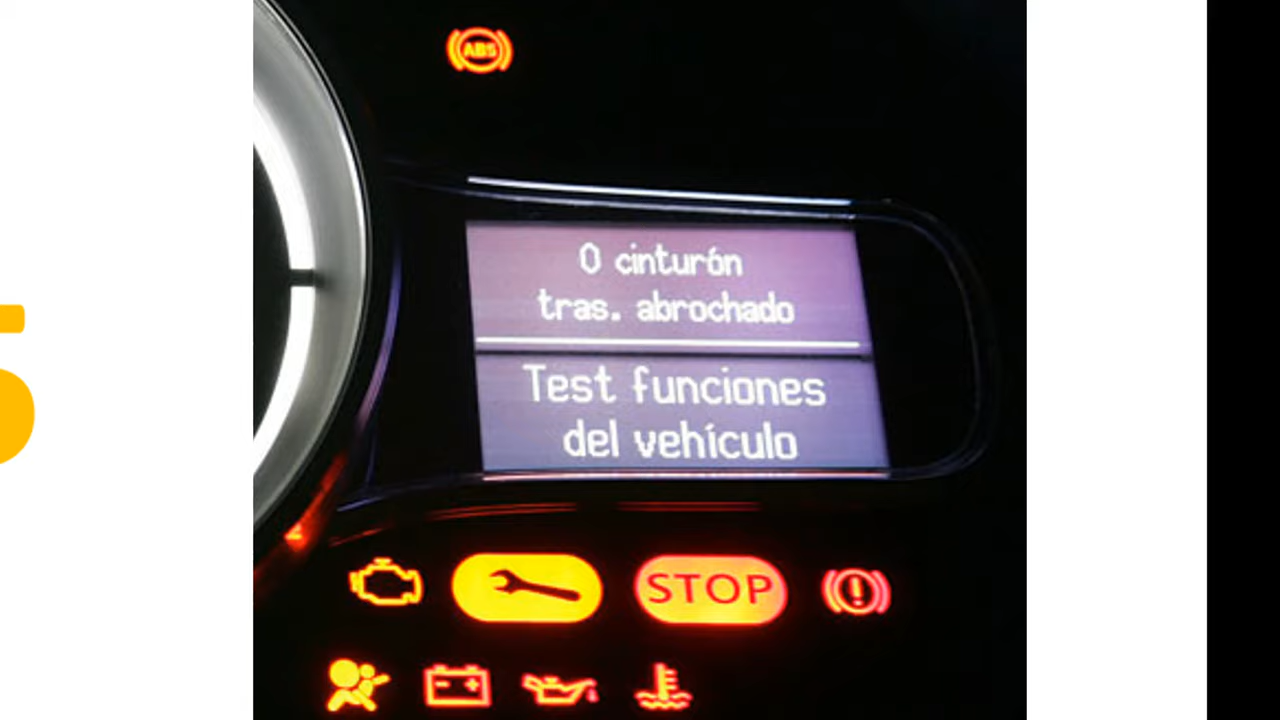 ABS
0 cinturón
tras. abrochado
Test funciones
del vehículo
STOP